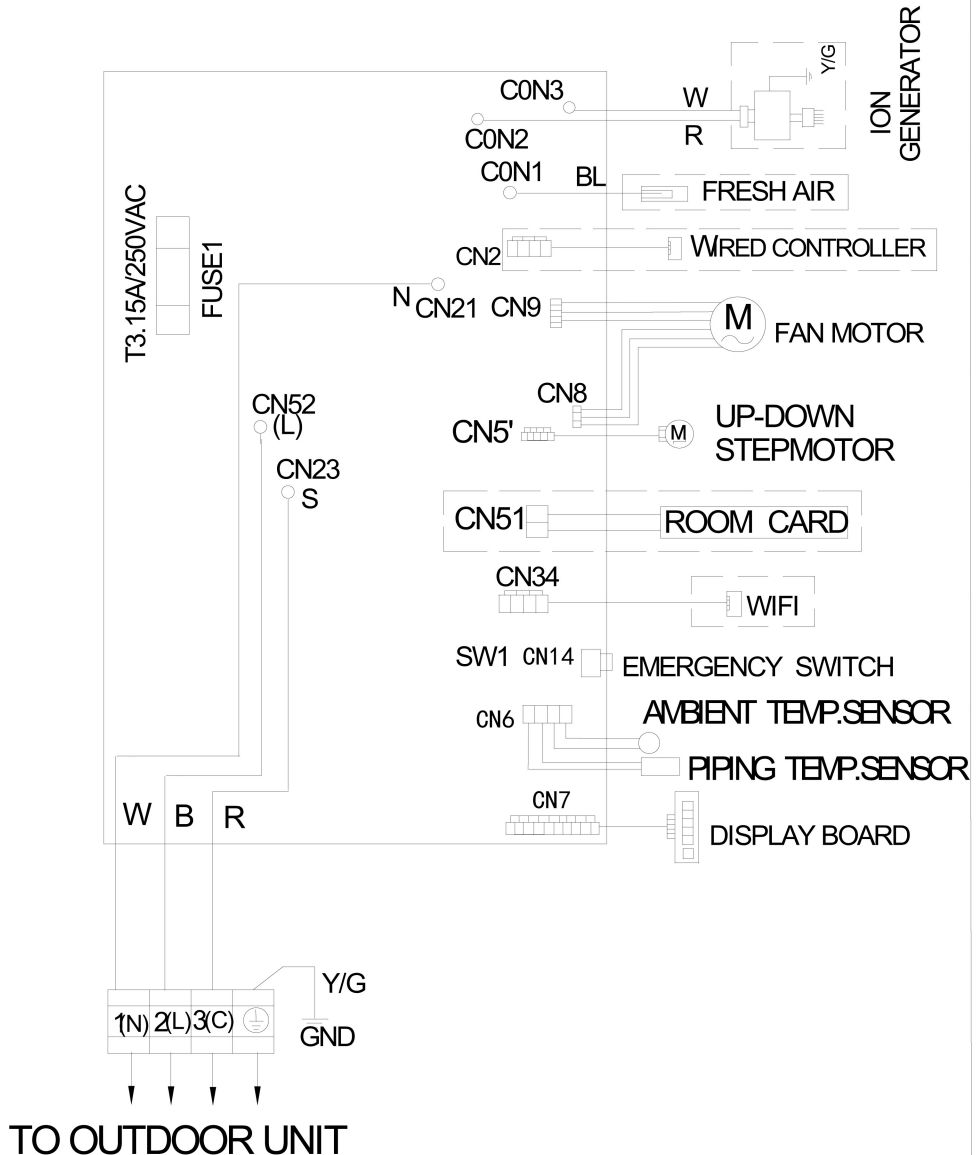 C0N3
W
Y/G
ION
GENERATOR
C0N2
R
C0N1
BL
FRESH AIR
T3.15A/250VAC
FUSE1
CN2
WIRED CONTROLLER
N
CN21
CN9
M
FAN MOTOR
CN8
CN52
(L)
CN5'
M
UP-DOWN
STEPMOTOR
CN23
S
CN51
ROOM CARD
CN34
WIFI
SW1
CN14
EMERGENCY SWITCH
CN6
AMBIENT TEMP.SENSOR
PIPING TEMP.SENSOR
W
B
R
CN7
DISPLAY BOARD
Y/G
1(N)
2(L)
3(C)
GND
TO OUTDOOR UNIT